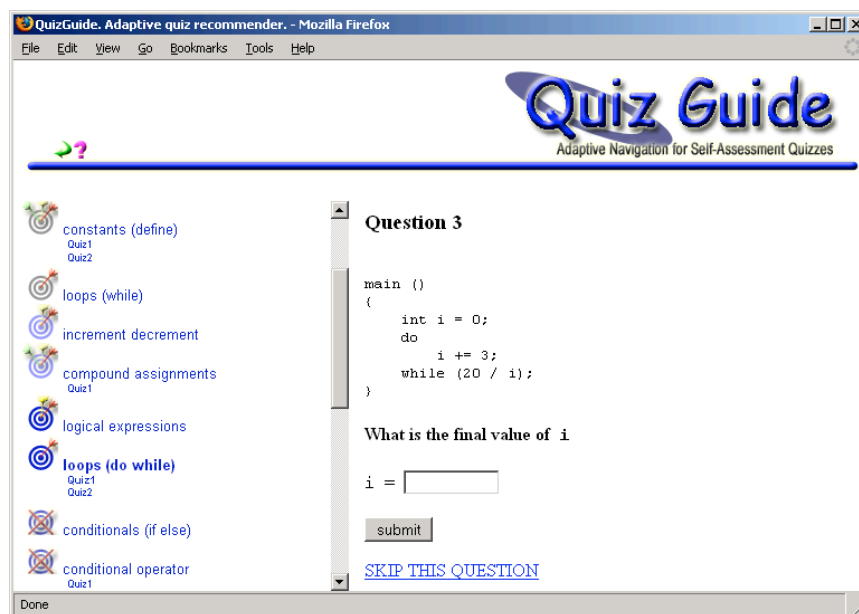 QuizGuide. Adaptive quiz recommender. - Mozilla Firefox
File Edit View Go Bookmarks Tools Help
Quiz Guide
Adaptive Navigation for Self-Assessment Quizzes
?
constants (define)
Quiz1
Quiz2
loops (while)
increment decrement
compound assignments
Quiz1
logical expressions
loops (do while)
Quiz1
Quiz2
conditionals (if else)
conditional operator
Quiz1
Question 3
main ()
{
    int i = 0;
    do
        i += 3;
    while (20 / i);
}
What is the final value of i
i =
submit
SKIP THIS QUESTION
Done